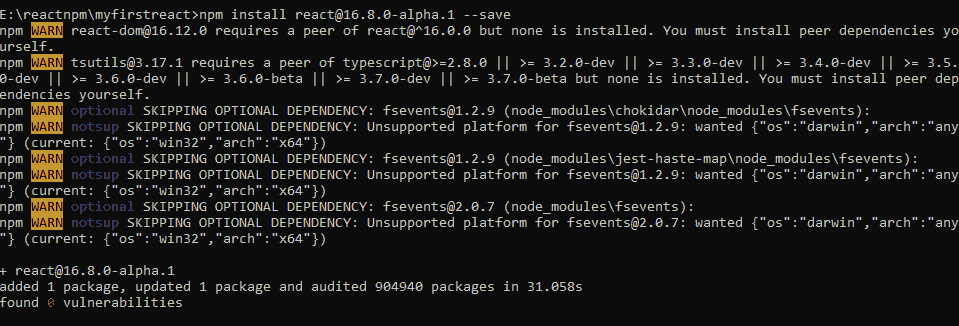 E:\reactnpm\myfirstreact>npm install react@16.8.0-alpha.1 --save
npm WARN react-dom@16.12.0 requires a peer of react@^16.0.0 but none is installed. You must install peer dependencies yo
urself.
npm WARN tsutils@3.17.1 requires a peer of typescript@>=2.8.0 || >= 3.2.0-dev || >= 3.3.0-dev || >= 3.4.0-dev || >= 3.5.
0-dev || >= 3.6.0-dev || >= 3.6.0-beta || >= 3.7.0-dev || >= 3.7.0-beta but none is installed. You must install peer dep
endencies yourself.
npm WARN optional SKIPPING OPTIONAL DEPENDENCY: fsevents@1.2.9 (node_modules\chokidar\node_modules\fsevents):
npm WARN notsup SKIPPING OPTIONAL DEPENDENCY: Unsupported platform for fsevents@1.2.9: wanted {"os":"darwin","arch":"any
"} (current: {"os":"win32","arch":"x64"})
npm WARN optional SKIPPING OPTIONAL DEPENDENCY: fsevents@1.2.9 (node_modules\jest-haste-map\node_modules\fsevents):
npm WARN notsup SKIPPING OPTIONAL DEPENDENCY: Unsupported platform for fsevents@1.2.9: wanted {"os":"darwin","arch":"any
"} (current: {"os":"win32","arch":"x64"})
npm WARN optional SKIPPING OPTIONAL DEPENDENCY: fsevents@2.0.7 (node_modules\fsevents):
npm WARN notsup SKIPPING OPTIONAL DEPENDENCY: Unsupported platform for fsevents@2.0.7: wanted {"os":"darwin","arch":"any
"} (current: {"os":"win32","arch":"x64"})
+ react@16.8.0-alpha.1
added 1 package, updated 1 package and audited 904940 packages in 31.058s
found 0 vulnerabilities